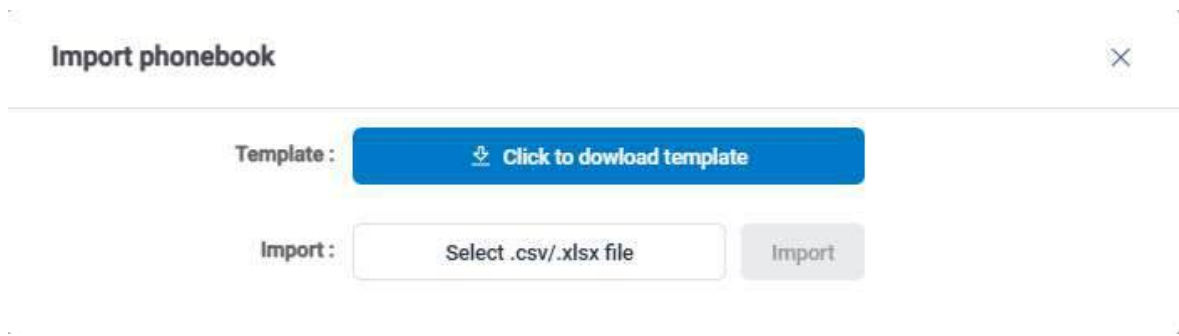 Import phonebook
Template :
Click to dowload template
Import :
Select .csv/.xlsx file
Import